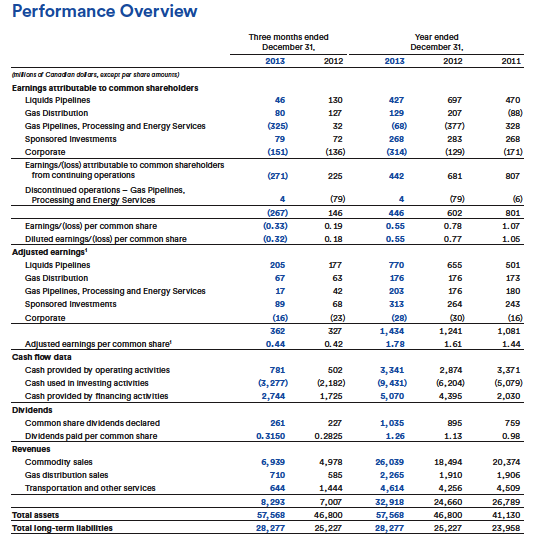 Performance Overview
Three months ended Year ended
December 31, December 31,
2013 2012 2013 2012 2011
(millions of Canadian dollars, except per share amounts)
Earnings attributable to common shareholders
Liquids Pipelines 46 130 427 697 470
Gas Distribution 80 127 129 207 (88)
Gas Pipelines, Processing and Energy Services (325) 32 (68) (377) 328
Sponsored Investments 79 72 268 283 268
Corporate (151) (136) (314) (129) (171)
Earnings/(loss) attributable to common shareholders
from continuing operations (271) 225 442 681 807
Discontinued operations – Gas Pipelines,
Processing and Energy Services 4 (79) 4 (79) (6)
(267) 146 446 602 801
Earnings/(loss) per common share (0.33) 0.19 0.55 0.78 1.07
Diluted earnings/(loss) per common share (0.32) 0.18 0.55 0.77 1.05
Adjusted earnings¹
Liquids Pipelines 205 177 770 655 501
Gas Distribution 67 63 176 176 173
Gas Pipelines, Processing and Energy Services 17 42 203 176 180
Sponsored Investments 89 68 313 264 243
Corporate (16) (23) (28) (30) (16)
362 327 1,434 1,241 1,081
Adjusted earnings per common share¹ 0.44 0.42 1.78 1.61 1.44
Cash flow data
Cash provided by operating activities 781 502 3,341 2,874 3,371
Cash used in investing activities (3,277) (2,182) (9,431) (6,204) (5,079)
Cash provided by financing activities 2,744 1,725 5,070 4,395 2,030
Dividends
Common share dividends declared 261 227 1,035 895 759
Dividends paid per common share 0.3150 0.2825 1.26 1.13 0.98
Revenues
Commodity sales 6,939 4,978 26,039 18,494 20,374
Gas distribution sales 710 585 2,265 1,910 1,906
Transportation and other services 644 1,444 4,614 4,256 4,509
8,293 7,007 32,918 24,660 26,789
Total assets 57,568 46,800 57,568 46,800 41,130
Total long-term liabilities 28,277 25,227 28,277 25,227 23,958